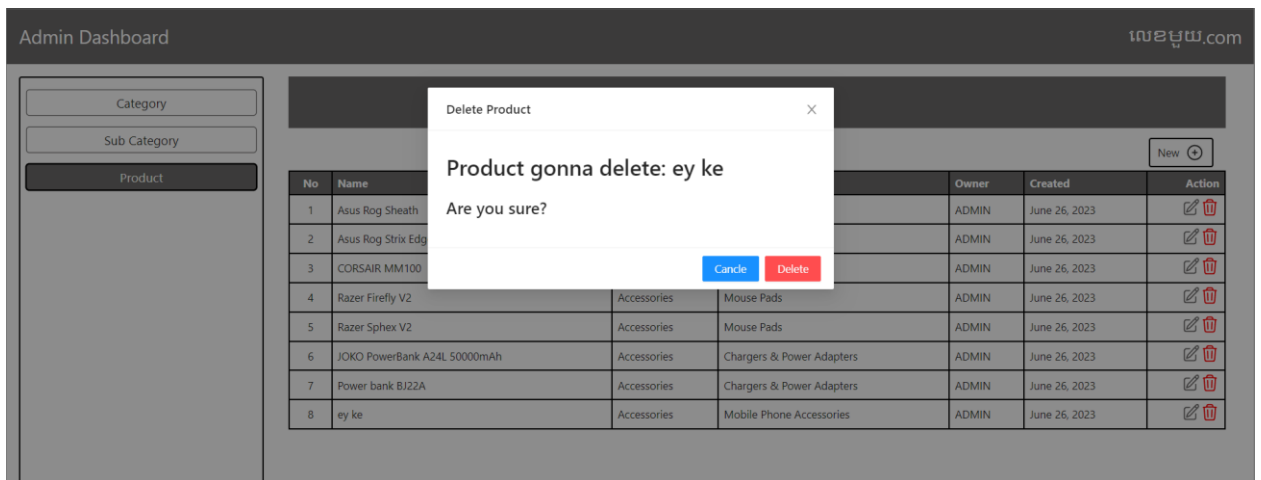 Admin Dashboard លេខមួយ.com
Category
Sub Category
Product
Delete Product
Product gonna delete: ey ke
Are you sure?
Cancle Delete
New
No Name Owner Created Action
1 Asus Rog Sheath ADMIN June 26, 2023
2 Asus Rog Strix Edg ADMIN June 26, 2023
3 CORSAIR MM100 ADMIN June 26, 2023
4 Razer Firefly V2 Accessories Mouse Pads ADMIN June 26, 2023
5 Razer Sphex V2 Accessories Mouse Pads ADMIN June 26, 2023
6 JOKO PowerBank A24L 50000mAh Accessories Chargers & Power Adapters ADMIN June 26, 2023
7 Power bank BJ22A Accessories Chargers & Power Adapters ADMIN June 26, 2023
8 ey ke Accessories Mobile Phone Accessories ADMIN June 26, 2023